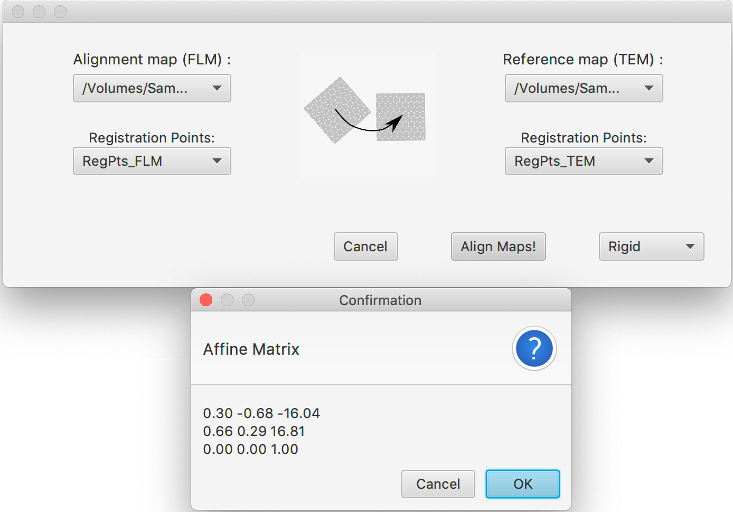 Alignment map (FLM) :
Reference map (TEM) :
/Volumes/Sam...
/Volumes/Sam...
Registration Points:
Registration Points:
RegPts_FLM
RegPts_TEM
Cancel
Align Maps!
Rigid
Confirmation
Affine Matrix
?
0.30 -0.68 -16.04
0.66 0.29 16.81
0.00 0.00 1.00
Cancel
OK